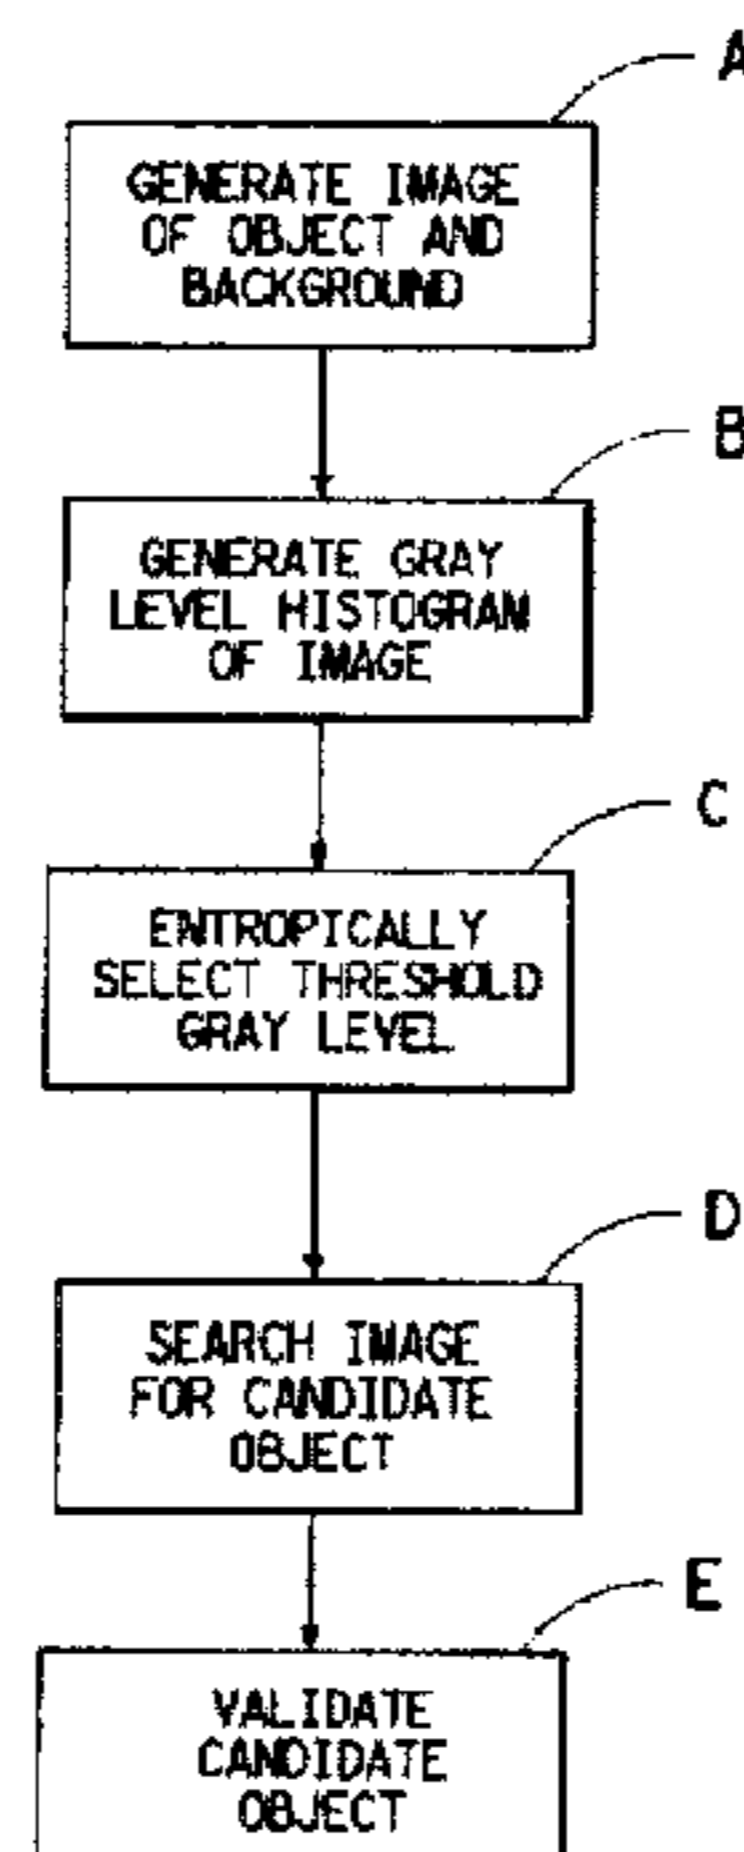 A
GENERATE IMAGE
OF OBJECT AND
BACKGROUND
B
GENERATE GRAY
LEVEL HISTOGRAM
OF IMAGE
C
ENTROPICALLY
SELECT THRESHOLD
GRAY LEVEL
D
SEARCH IMAGE
FOR CANDIDATE
OBJECT
E
VALIDATE
CANDIDATE
OBJECT